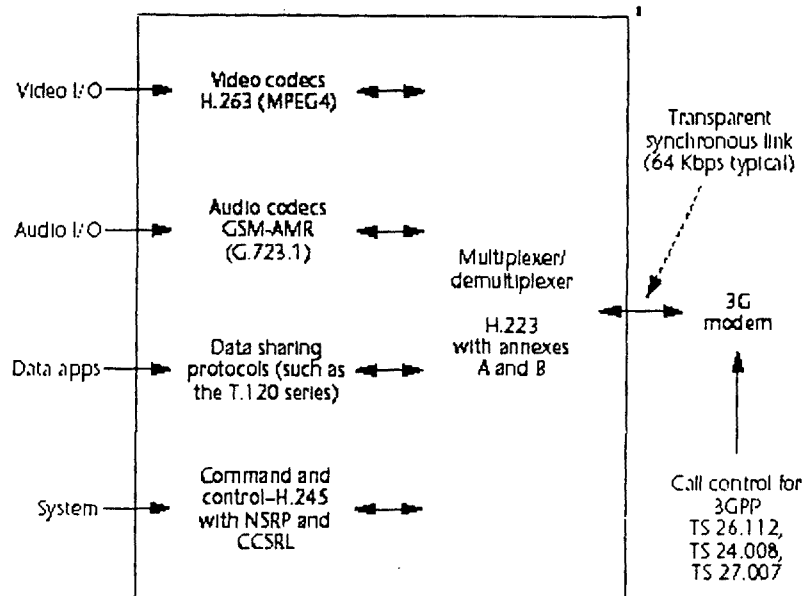 1
Video I/O
Video codecs
H.263 (MPEG4)
Transparent
synchronous link
(64 Kbps typical)
Audio I/O
Audio codecs
GSM-AMR
(G.723.1)
Multiplexer/
demultiplexer
H.223
with annexes
A and B
3G
modem
Data apps
Data sharing
protocols (such as
the T.120 series)
System
Command and
control–H.245
with NSRP and
CCSRL
Call control for
3GPP
TS 26.112,
TS 24.008,
TS 27.007